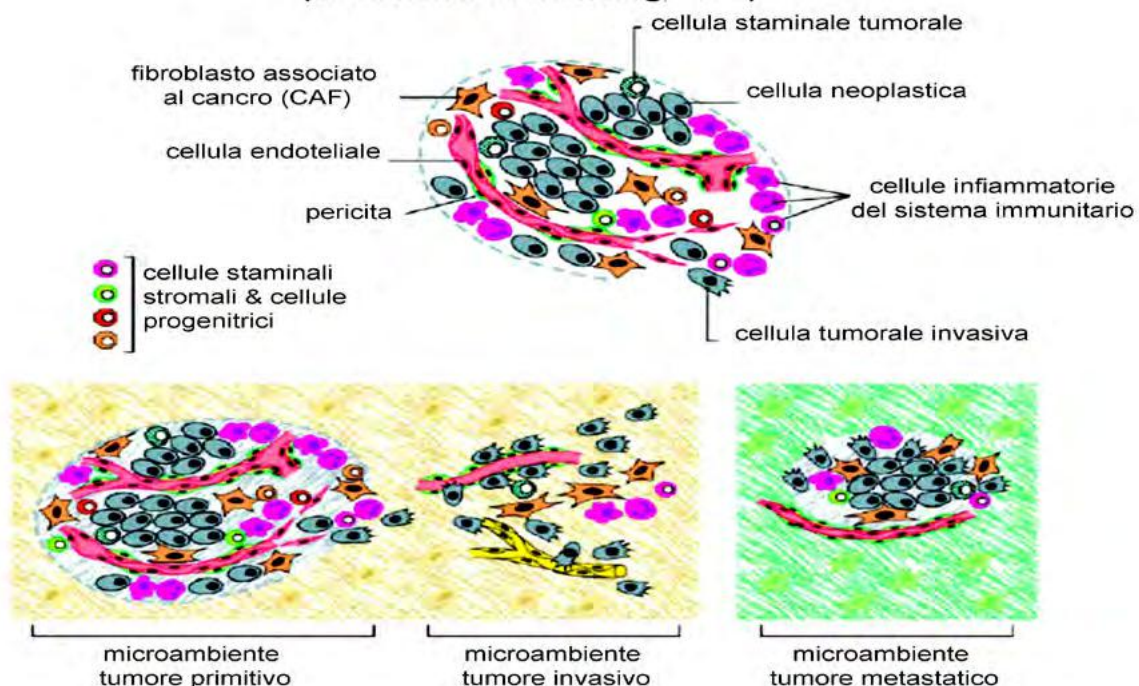 cellula staminale tumorale
fibroblasto associato
al cancro (CAF)
cellula neoplastica
cellula endoteliale
cellule infiammatorie
del sistema immunitario
pericita
cellule staminali
stromali & cellule
progenitrici
cellula tumorale invasiva
microambiente
tumore primitivo
microambiente
tumore invasivo
microambiente
tumore metastatico